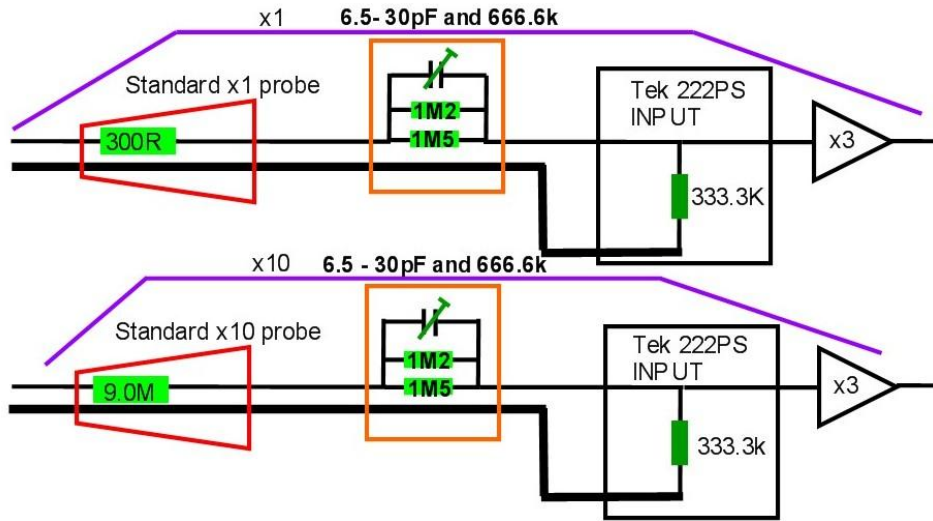 x1
6.5- 30pF and 666.6k
Standard x1 probe
300R
1M2
1M5
Tek 222PS
INPUT
333.3K
x3
x10
6.5 - 30pF and 666.6k
Standard x10 probe
9.0M
1M2
1M5
Tek 222PS
INPUT
333.3k
x3